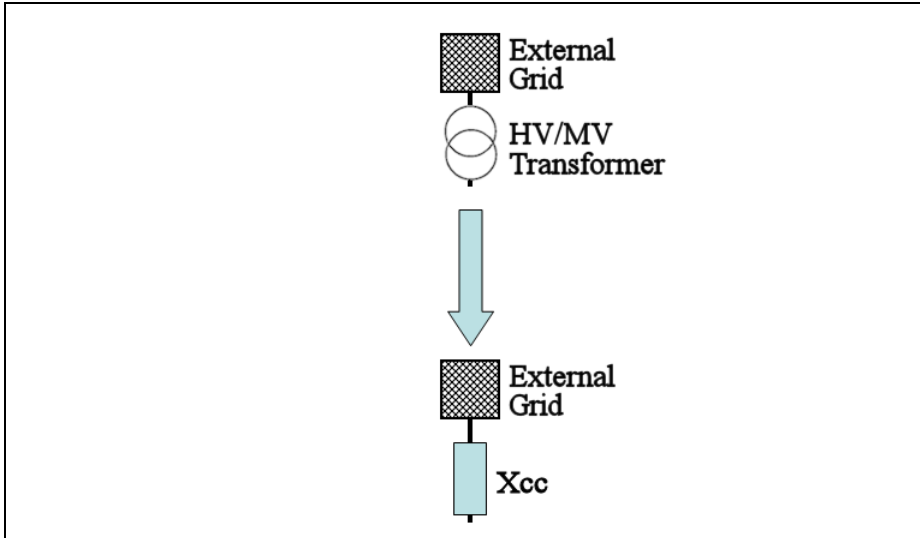 External
Grid
HV/MV
Transformer
External
Grid
Xcc